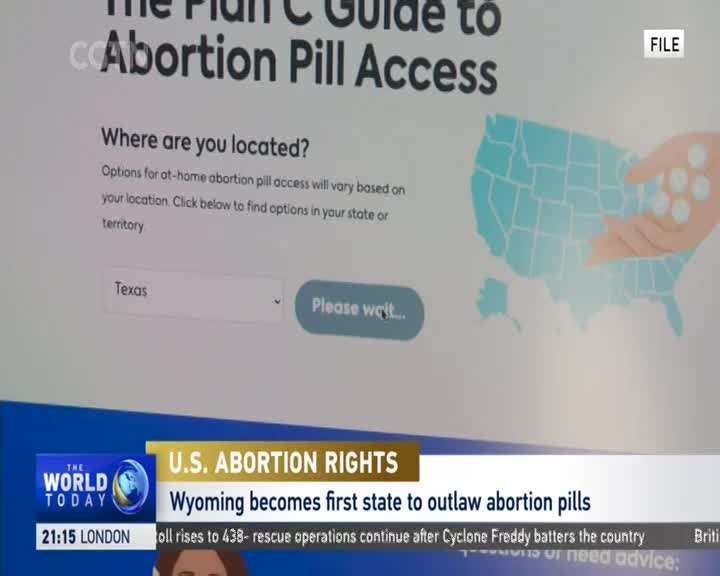 The Plan C Guide to
Abortion Pill Access
FILE
CGTN
Where are you located?
Options for at-home abortion pill access will vary based on
your location. Click below to find options in your state or
territory.
Texas
Please wait...
U.S. ABORTION RIGHTS
THE
WORLD
TODAY
Wyoming becomes first state to outlaw abortion pills
21:15 LONDON
toll rises to 438- rescue operations continue after Cyclone Freddy batters the country
Briti
questions or need advice: